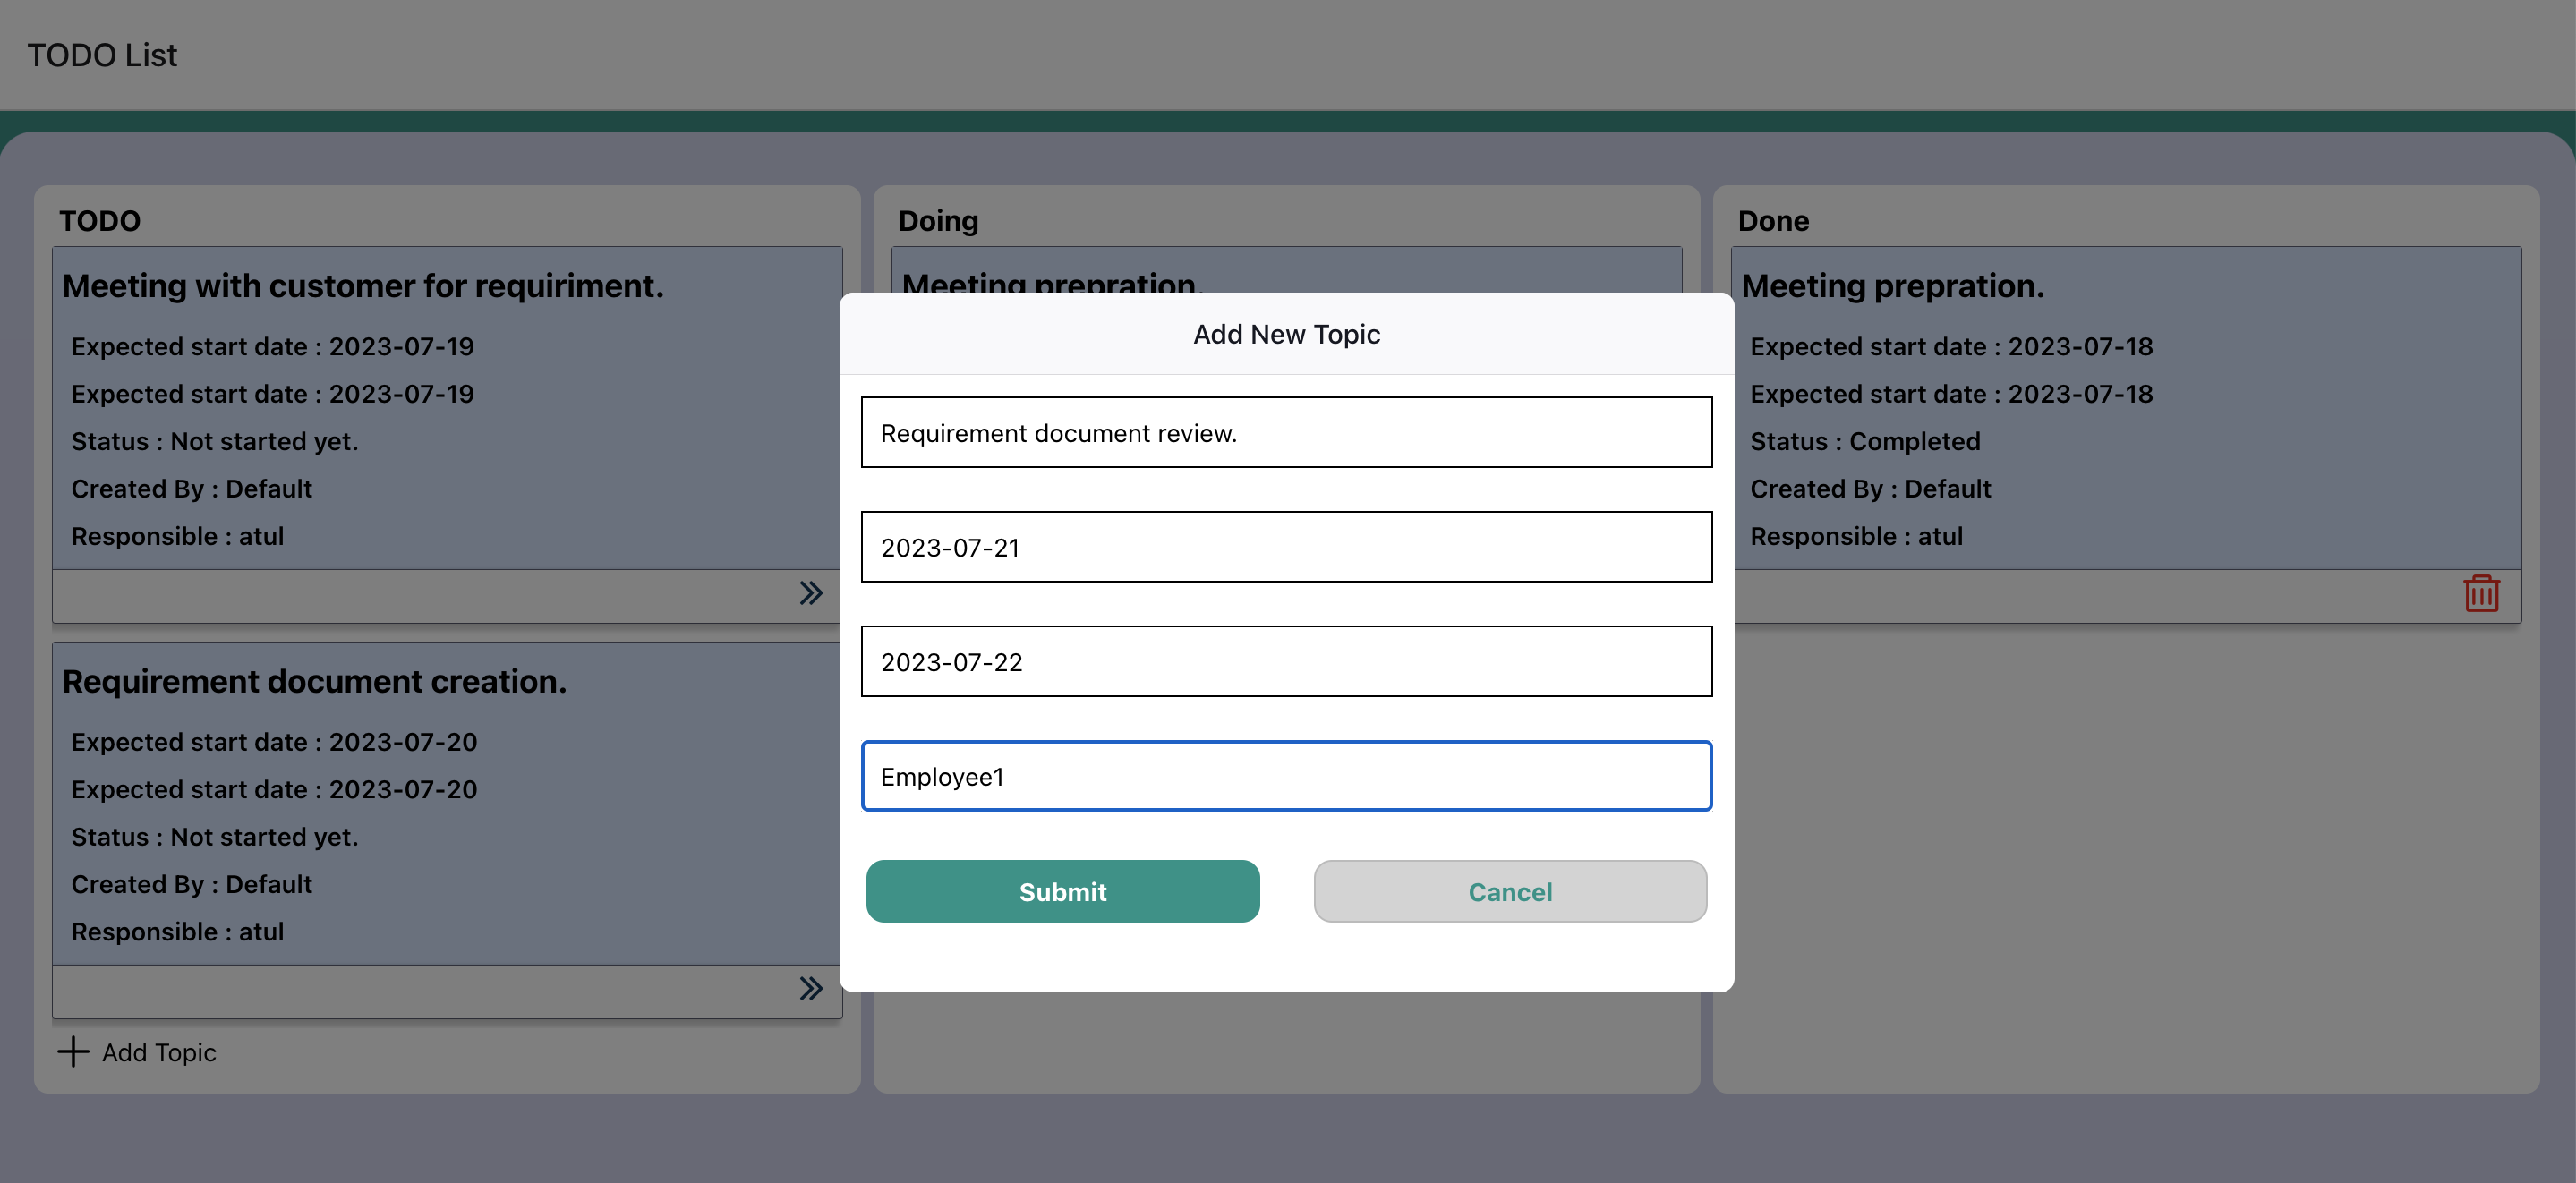 TODO List
TODO
Meeting with customer for requiriment.
Expected start date : 2023-07-19
Expected start date : 2023-07-19
Status : Not started yet.
Created By : Default
Responsible : atul
Requirement document creation.
Expected start date : 2023-07-20
Expected start date : 2023-07-20
Status : Not started yet.
Created By : Default
Responsible : atul
Add Topic
Doing
Meeting prepration.
Add New Topic
Requirement document review.
2023-07-21
2023-07-22
Employee1
Submit
Cancel
Done
Meeting prepration.
Expected start date : 2023-07-18
Expected start date : 2023-07-18
Status : Completed
Created By : Default
Responsible : atul